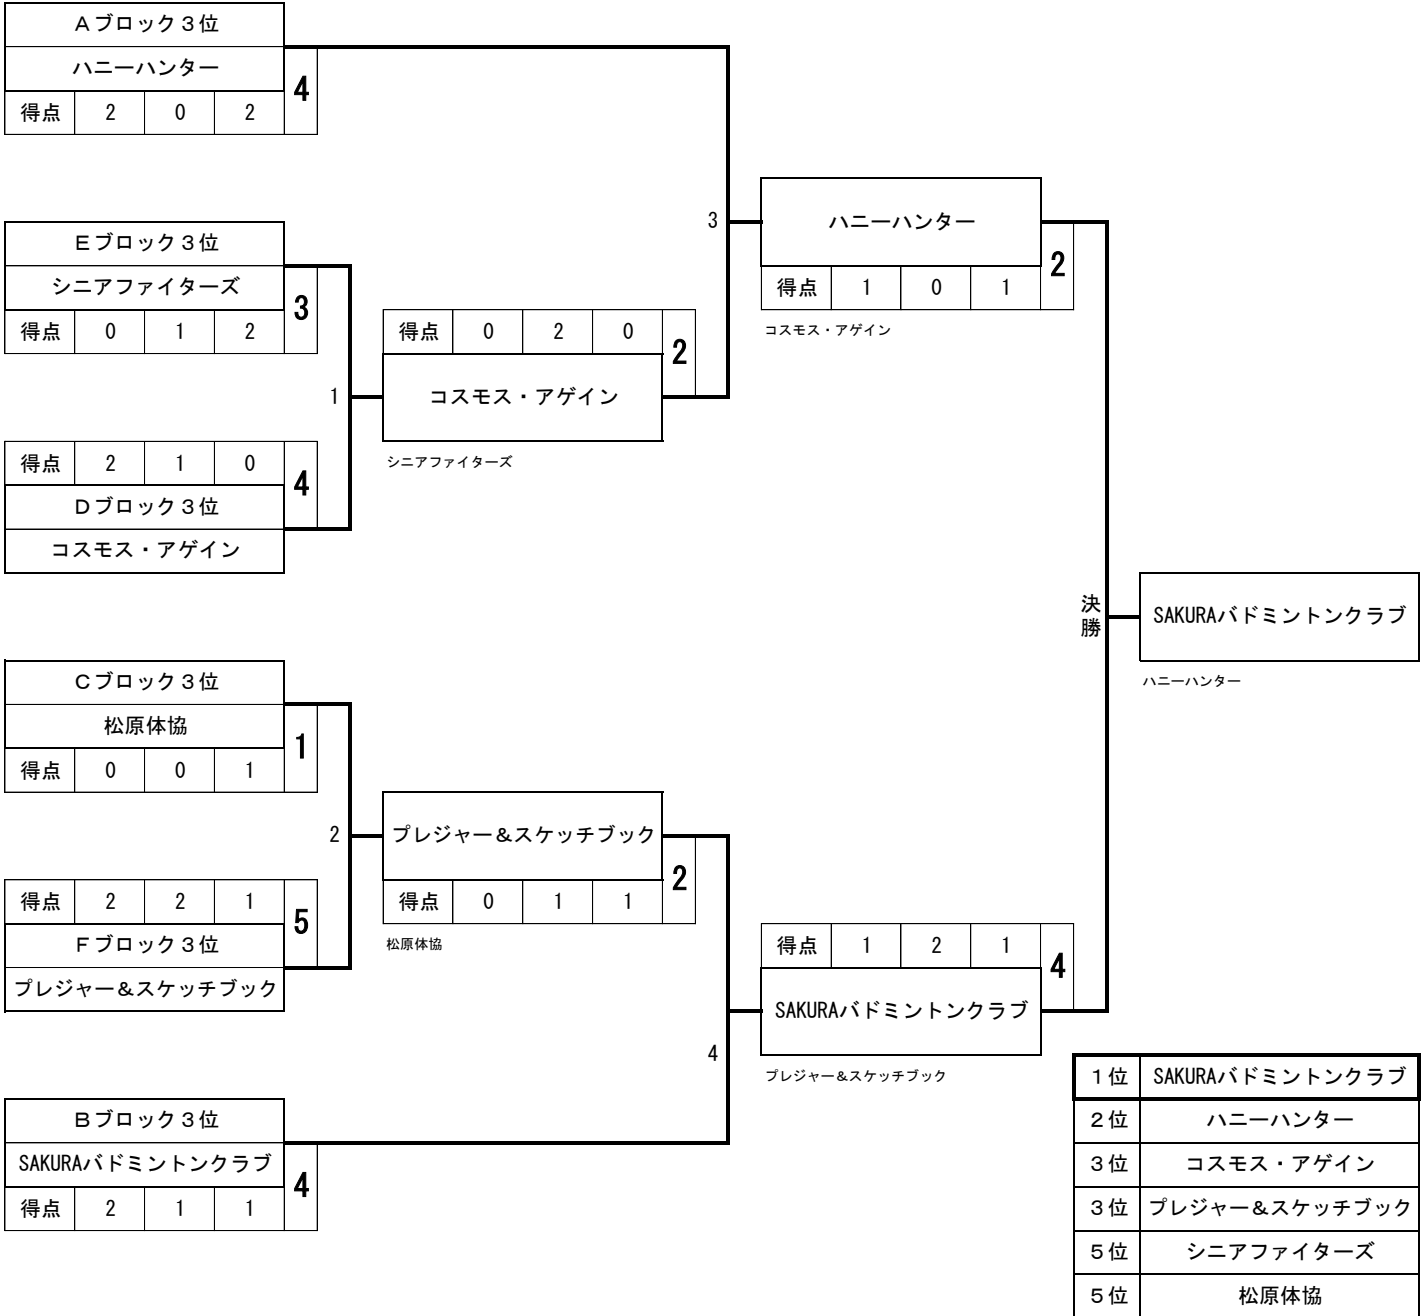 Ａブロック３位
ハニーハンター
得点 2 0 2
4
Ｅブロック３位
シニアファイターズ
得点 0 1 2
3
1
得点 2 1 0
4
Ｄブロック３位
コスモス・アゲイン
得点 0 2 0
2
コスモス・アゲイン
シニアファイターズ
3
ハニーハンター
得点 1 0 1
2
コスモス・アゲイン
Ｃブロック３位
松原体協
得点 0 0 1
1
2
得点 2 2 1
5
Ｆブロック３位
プレジャー＆スケッチブック
プレジャー＆スケッチブック
得点 0 1 1
2
松原体協
Ｂブロック３位
SAKURAバドミントンクラブ
得点 2 1 1
4
4
得点 1 2 1
4
SAKURAバドミントンクラブ
プレジャー＆スケッチブック
決勝
SAKURAバドミントンクラブ
ハニーハンター
１位 SAKURAバドミントンクラブ
２位 ハニーハンター
３位 コスモス・アゲイン
３位 プレジャー＆スケッチブック
５位 シニアファイターズ
５位 松原体協